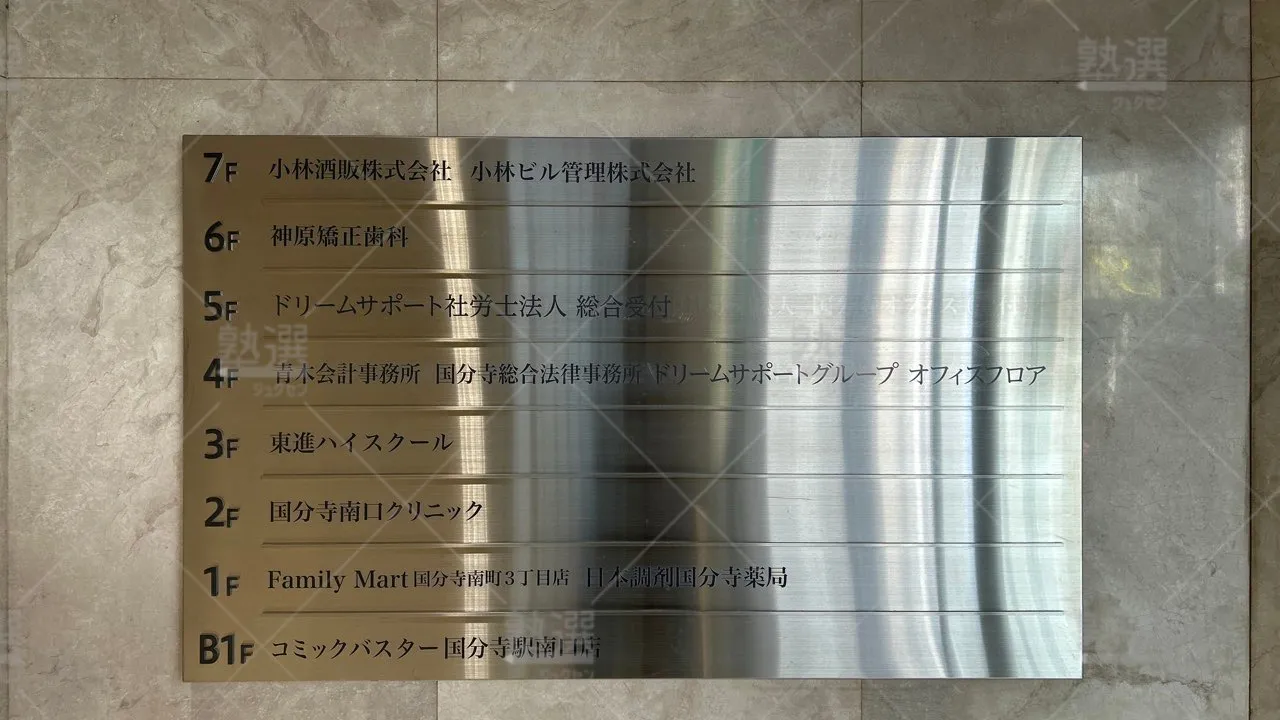 7F 小林酒販株式会社 小林ビル管理株式会社
6F 神原矯正歯科
5F ドリームサポート社労士法人 総合受付
4F 青木会計事務所 国分寺総合法律事務所 ドリームサポートグループ オフィスフロア
3F 東進ハイスクール
2F 国分寺南口クリニック
1F Family Mart 国分寺南町3丁目店 日本調剤国分寺薬局
B1F コミックバスター 国分寺駅南口店
塾選
塾選
塾選